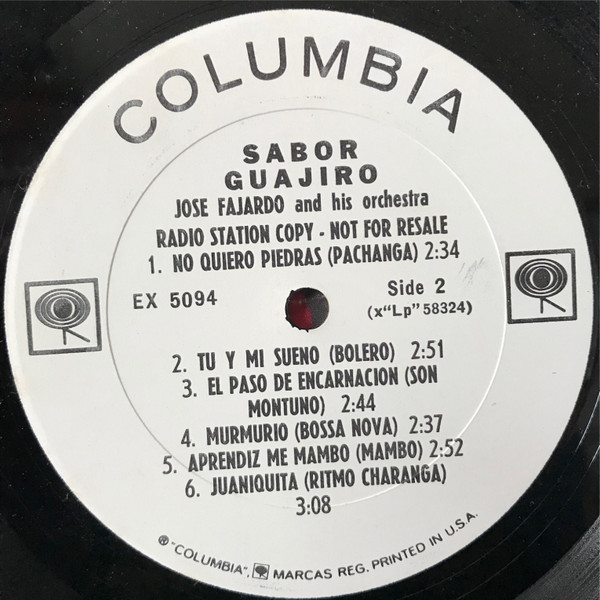 COLUMBIA
SABOR
GUAJIRO
JOSE FAJARDO and his orchestra
RADIO STATION COPY - NOT FOR RESALE
1. NO QUIERO PIEDRAS (PACHANGA) 2:34
EX 5094
Side 2
(x"Lp" 58324)
2. TU Y MI SUENO (BOLERO) 2:51
3. EL PASO DE ENCARNACION (SON
MONTUNO) 2:44
4. MURMURIO (BOSSA NOVA) 2:37
5. APRENDIZ ME MAMBO (MAMBO) 2:52
6. JUANIQUITA (RITMO CHARANGA)
3:08
® "COLUMBIA", MARCAS REG. PRINTED IN U.S.A.